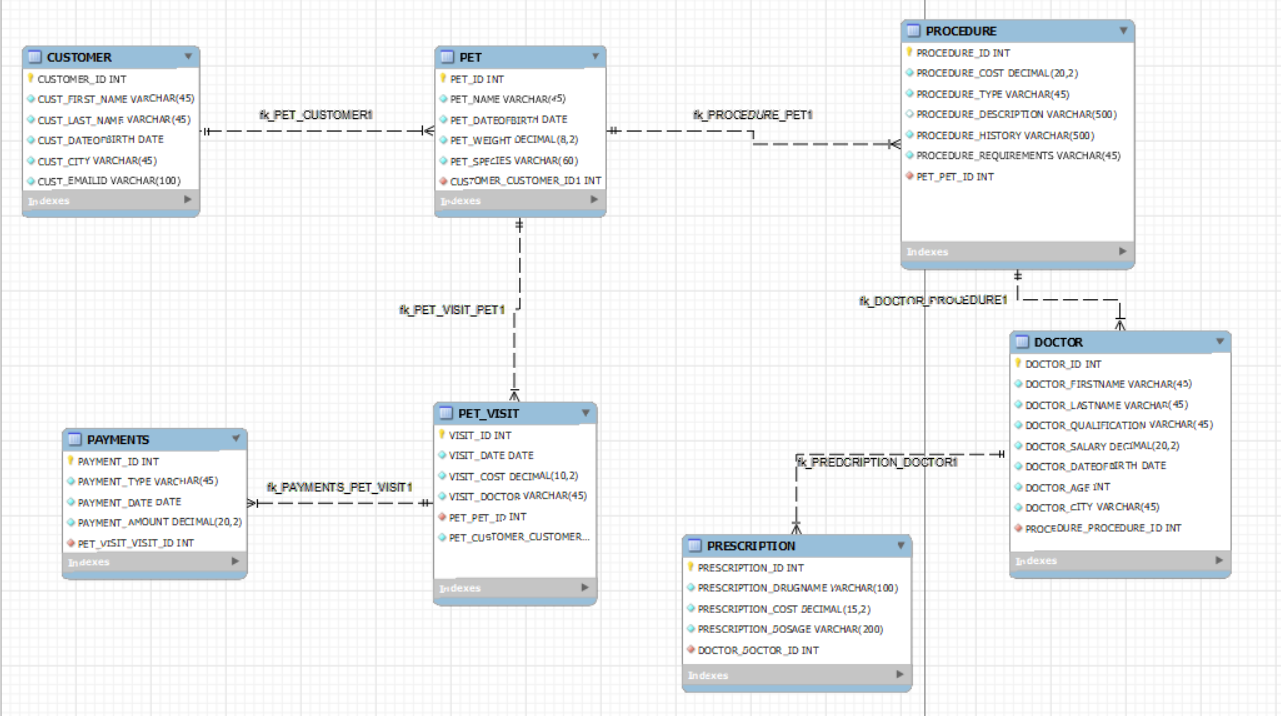 CUSTOMER
CUSTOMER_ID INT
CUST_FIRST_NAME VARCHAR(45)
CUST_LAST_NAME VARCHAR(45)
CUST_DATEOFBIRTH DATE
CUST_CITY VARCHAR(45)
CUST_EMAILID VARCHAR(100)
Indexes
fk_PET_CUSTOMER1
PET
PET_ID INT
PET_NAME VARCHAR(45)
PET_DATEOFBIRTH DATE
PET_WEIGHT DECIMAL(8,2)
PET_SPECIES VARCHAR(60)
CUSTOMER_CUSTOMER_ID1 INT
Indexes
fk_PROCEDURE_PET1
PROCEDURE
PROCEDURE_ID INT
PROCEDURE_COST DECIMAL(20,2)
PROCEDURE_TYPE VARCHAR(45)
PROCEDURE_DESCRIPTION VARCHAR(500)
PROCEDURE_HISTORY VARCHAR(500)
PROCEDURE_REQUIREMENTS VARCHAR(45)
PET_PET_ID INT
Indexes
fk_PET_VISIT_PET1
fk_DOCTOR_PROCEDURE1
PAYMENTS
PAYMENT_ID INT
PAYMENT_TYPE VARCHAR(45)
PAYMENT_DATE DATE
PAYMENT_AMOUNT DECIMAL(20,2)
PET_VISIT_VISIT_ID INT
Indexes
fk_PAYMENTS_PET_VISIT1
PET_VISIT
VISIT_ID INT
VISIT_DATE DATE
VISIT_COST DECIMAL(10,2)
VISIT_DOCTOR VARCHAR(45)
PET_PET_ID INT
PET_CUSTOMER_CUSTOMER...
Indexes
DOCTOR
DOCTOR_ID INT
DOCTOR_FIRSTNAME VARCHAR(45)
DOCTOR_LASTNAME VARCHAR(45)
DOCTOR_QUALIFICATION VARCHAR(45)
DOCTOR_SALARY DECIMAL(20,2)
DOCTOR_DATEOFBIRTH DATE
DOCTOR_AGE INT
DOCTOR_CITY VARCHAR(45)
PROCEDURE_PROCEDURE_ID INT
Indexes
fk_PREDCRIPTION_DOCTOR1
PRESCRIPTION
PRESCRIPTION_ID INT
PRESCRIPTION_DRUGNAME VARCHAR(100)
PRESCRIPTION_COST DECIMAL(15,2)
PRESCRIPTION_DOSAGE VARCHAR(200)
DOCTOR_DOCTOR_ID INT
Indexes